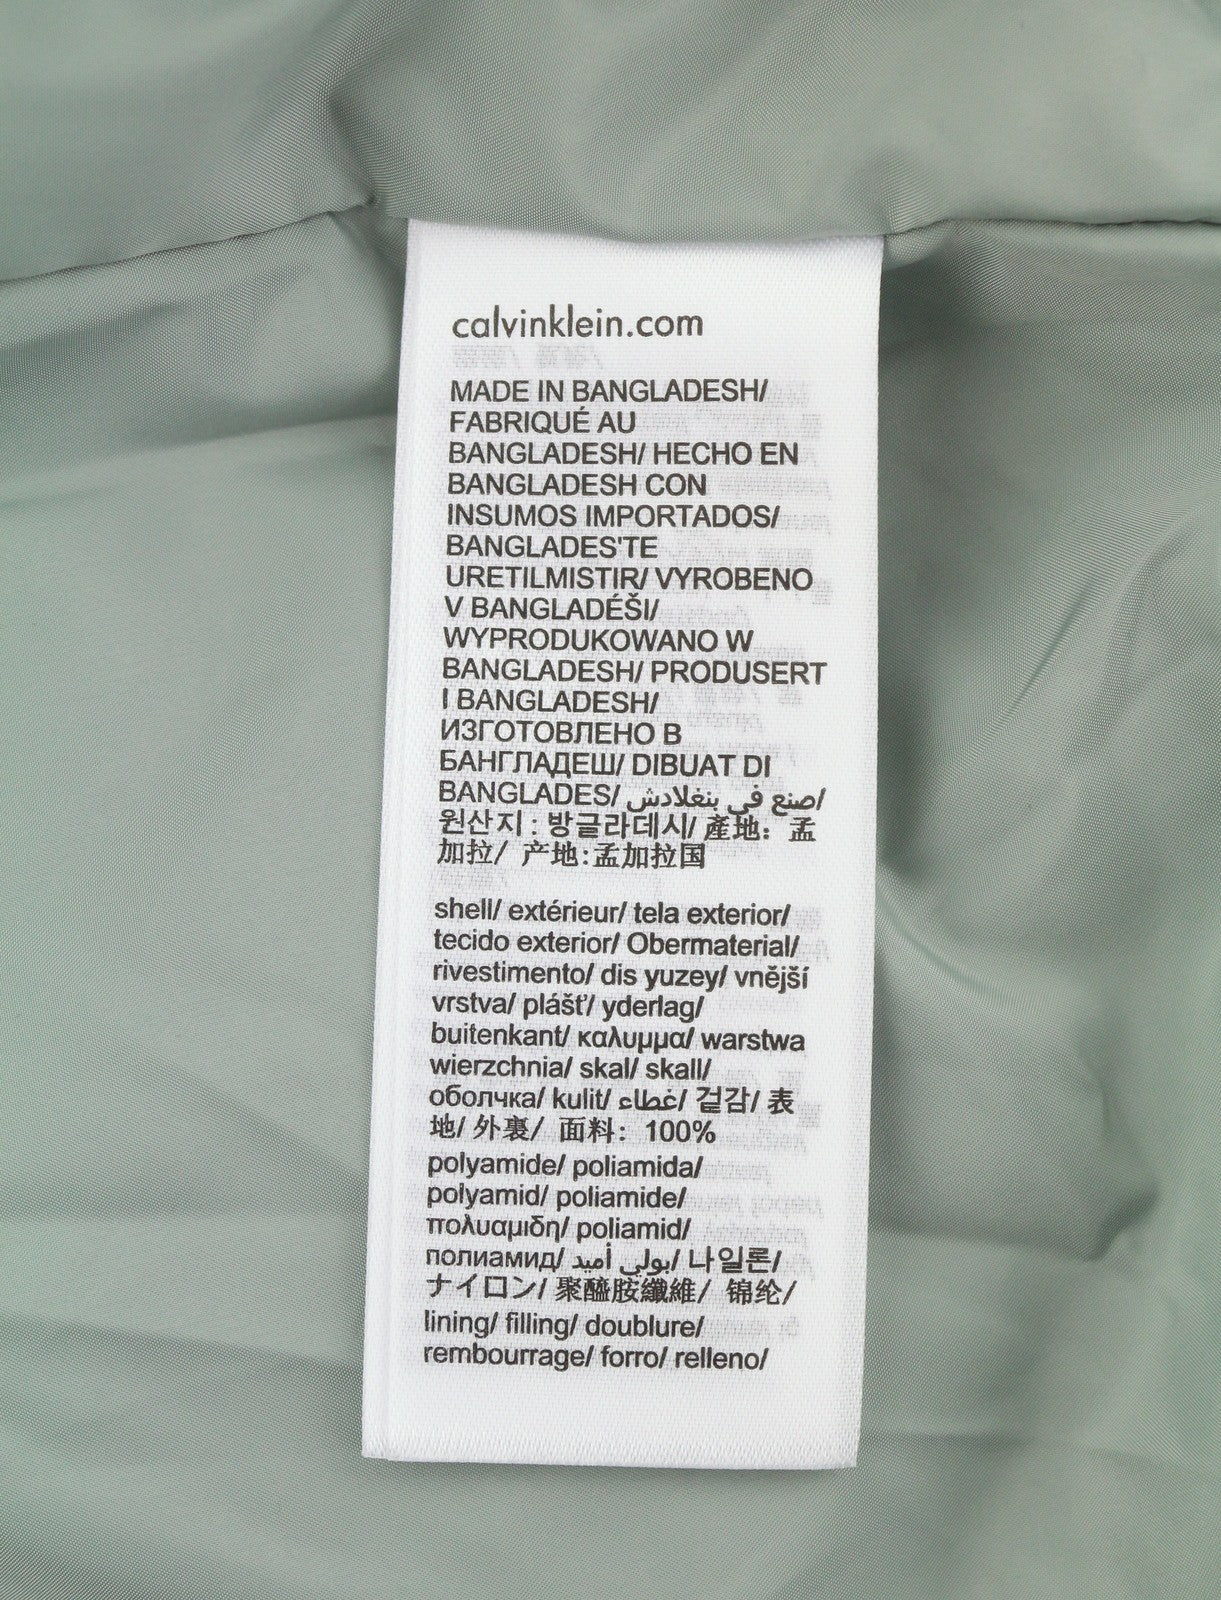 calvinklein.com
MADE IN BANGLADESH/
FABRIQUÉ AU
BANGLADESH/ HECHO EN
BANGLADESH CON
INSUMOS IMPORTADOS/
BANGLADES'TE
URETILMISTIR/ VYROBENO
V BANGLADÉŠI/
WYPRODUKOWANO W
BANGLADESH/ PRODUSERT
I BANGLADESH/
ИЗГОТОВЛЕНО В
БАНГЛАДЕШ/ DIBUAT DI
BANGLADES/ صنع في بنغلادش/
원산지: 방글라데시/ 產地: 孟
加拉/ 产地:孟加拉国
shell/ extérieur/ tela exterior/
tecido exterior/ Obermaterial/
rivestimento/ dis yuzey/ vnější
vrstva/ plášť/ yderlag/
buitenkant/ καλυμμα/ warstwa
wierzchnia/ skal/ skall/
оболчка/ kulit/ غطاء/ 겉감/ 表
地/ 外裏/ 面料: 100%
polyamide/ poliamida/
polyamid/ poliamide/
πολυαμιδη/ poliamid/
полиамид/ بولي أميد/ 나일론/
ナイロン/ 聚醯胺纖維/ 锦纶/
lining/ filling/ doublure/
rembourrage/ forro/ relleno/